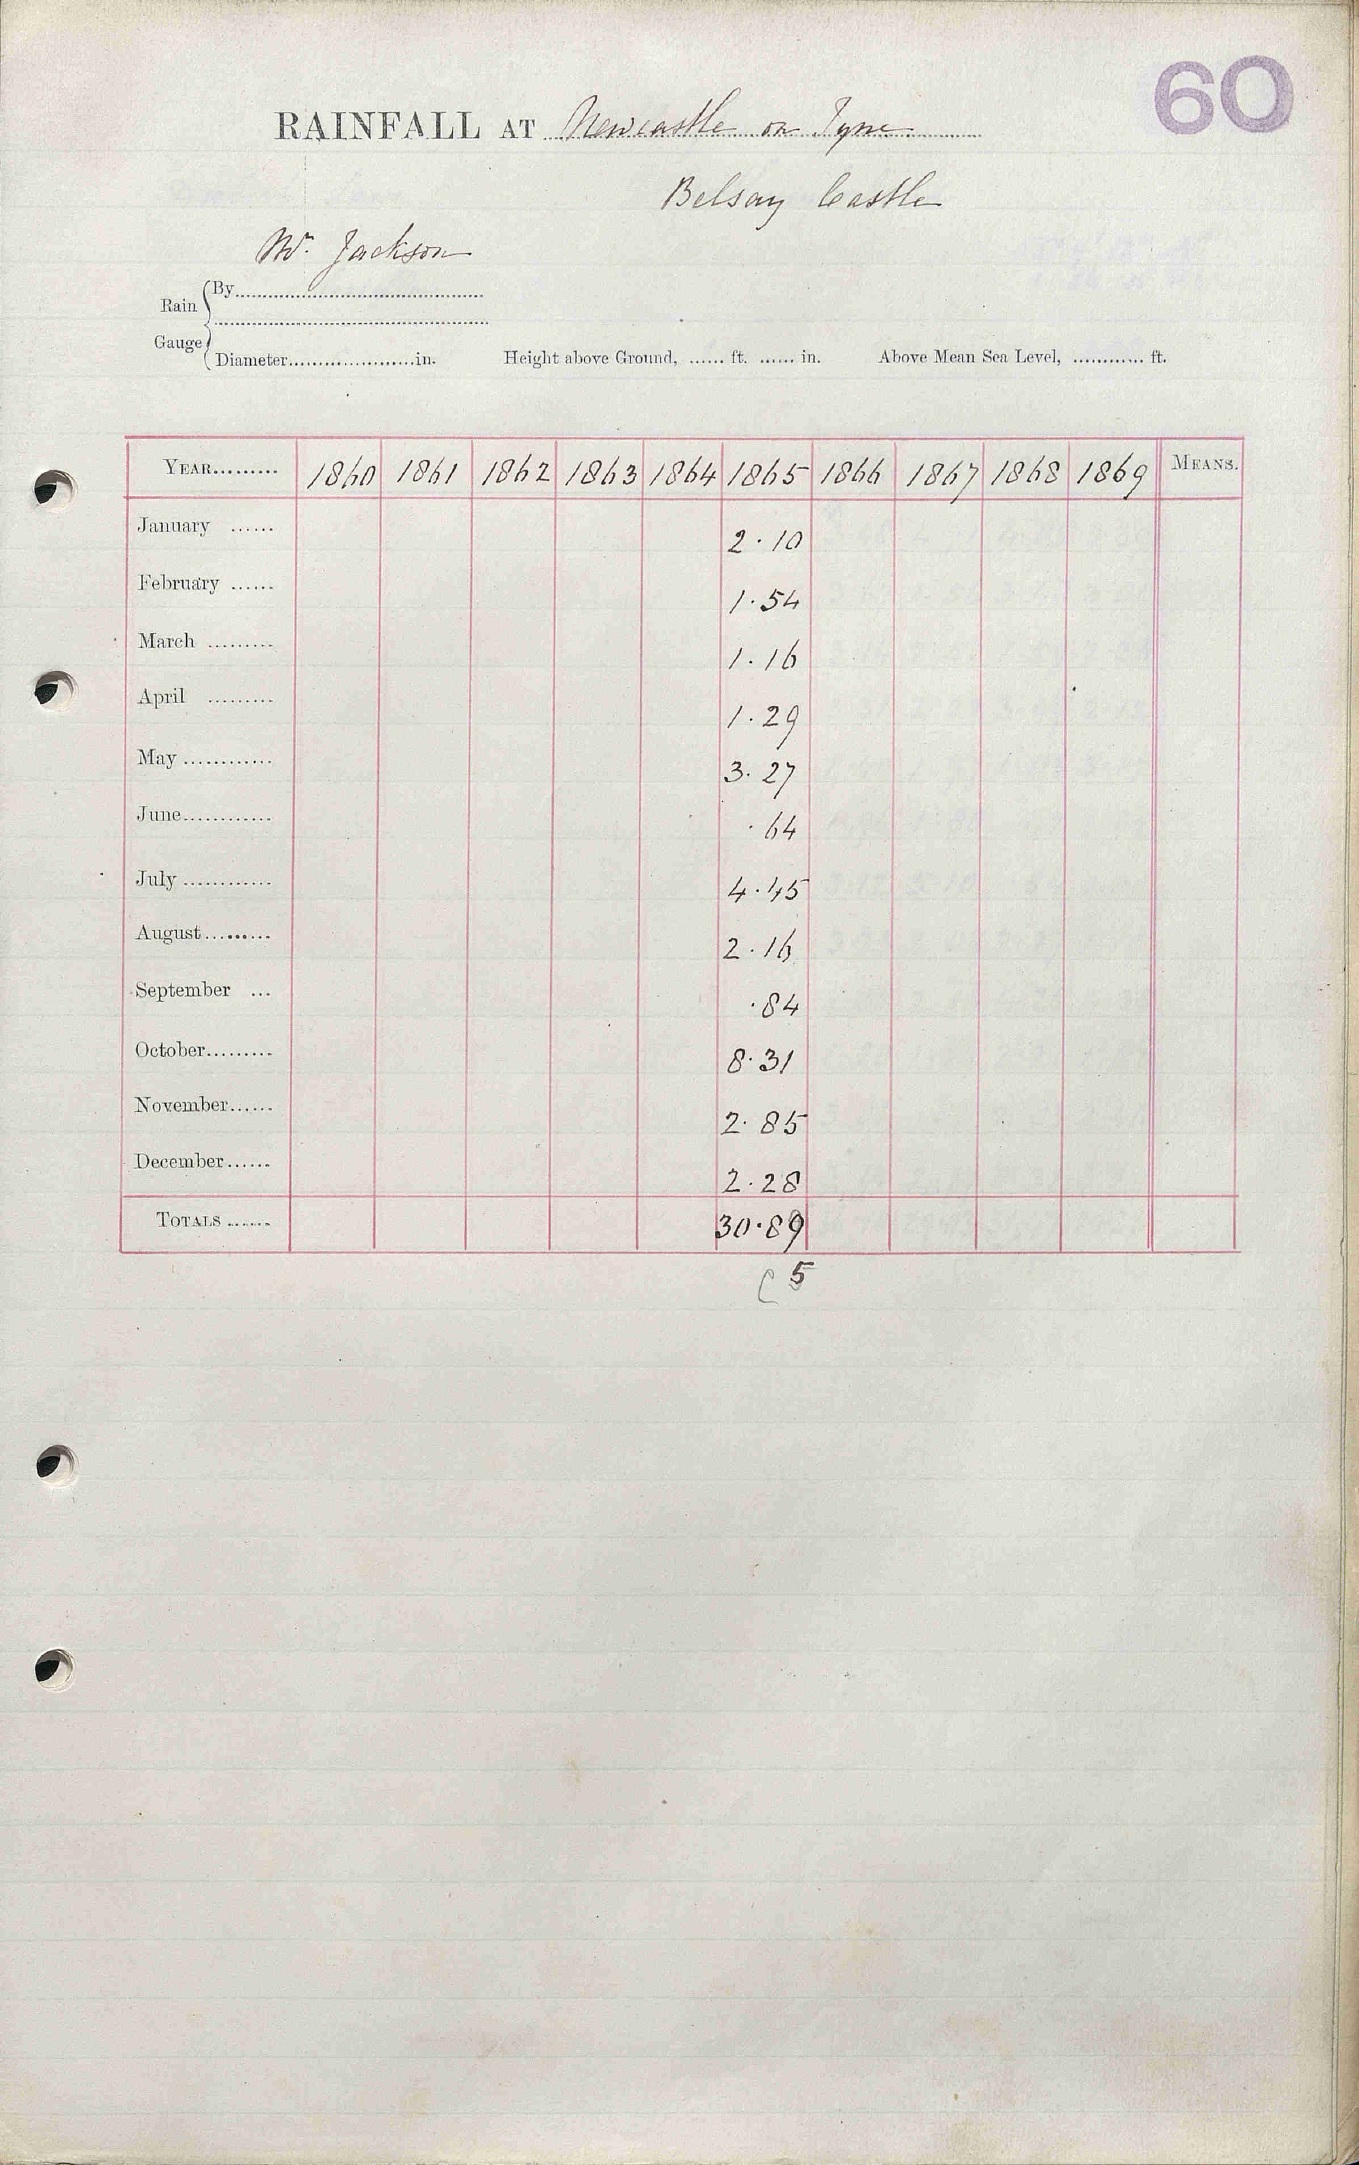 60
RAINFALL AT Newcastle on Tyne
Belsay Castle
Mr. Jackson
Rain Gauge
By
Diameter in. Height above Ground, ft. in. Above Mean Sea Level, ft.
YEAR 1860 1861 1862 1863 1864 1865 1866 1867 1868 1869 MEANS.
January 2.10
February 1.54
March 1.16
April 1.29
May 3.27
June .64
July 4.45
August 2.16
September .84
October 8.31
November 2.85
December 2.28
TOTALS 30.89
C 5